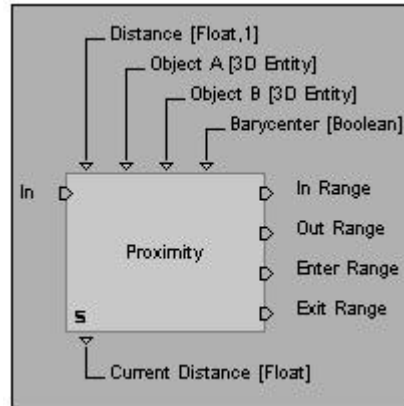 Distance [Float,1]
Object A [3D Entity]
Object B [3D Entity]
Barycenter [Boolean]
In
In Range
Out Range
Proximity
Enter Range
s
Exit Range
Current Distance [Float]